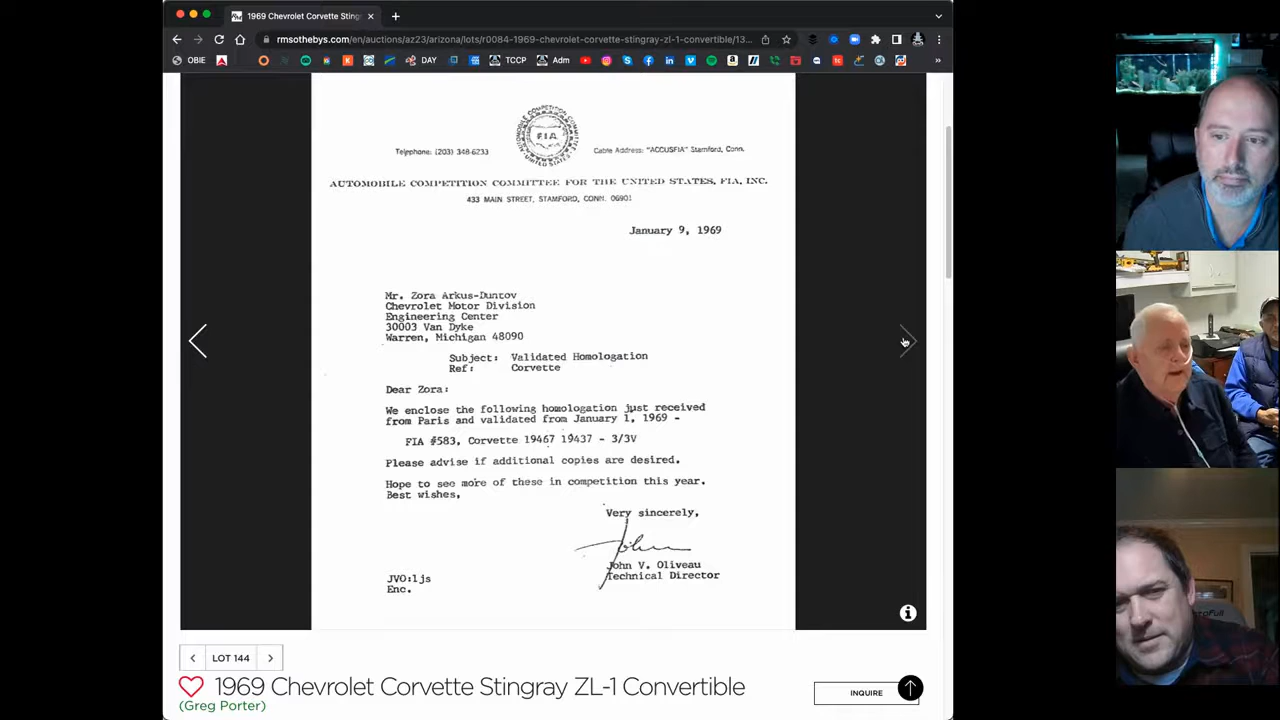 1969 Chevrolet Corvette Sting
rmsothebys.com/en/auctions/az23/arizona/lots/r0084-1969-chevrolet-corvette-stingray-zl-1-convertible/13...
OBIE
DAY
TCCP
Adm
F.I.A.
Telephone: (203) 348-6233
Cable Address: "ACCUSFIA" Stamford, Conn.
AUTOMOBILE COMPETITION COMMITTEE FOR THE UNITED STATES, FIA, INC.
433 MAIN STREET, STAMFORD, CONN. 06901
January 9, 1969
Mr. Zora Arkus-Duntov
Chevrolet Motor Division
Engineering Center
30003 Van Dyke
Warren, Michigan 48090
Subject: Validated Homologation
Ref: Corvette
Dear Zora:
We enclose the following homologation just received
from Paris and validated from January 1, 1969 -
FIA #583, Corvette 19467 19437 - 3/3V
Please advise if additional copies are desired.
Hope to see more of these in competition this year.
Best wishes,
Very sincerely,
John
John V. Oliveau
Technical Director
JVO:ljs
Enc.
LOT 144
1969 Chevrolet Corvette Stingray ZL-1 Convertible
(Greg Porter)
INQUIRE